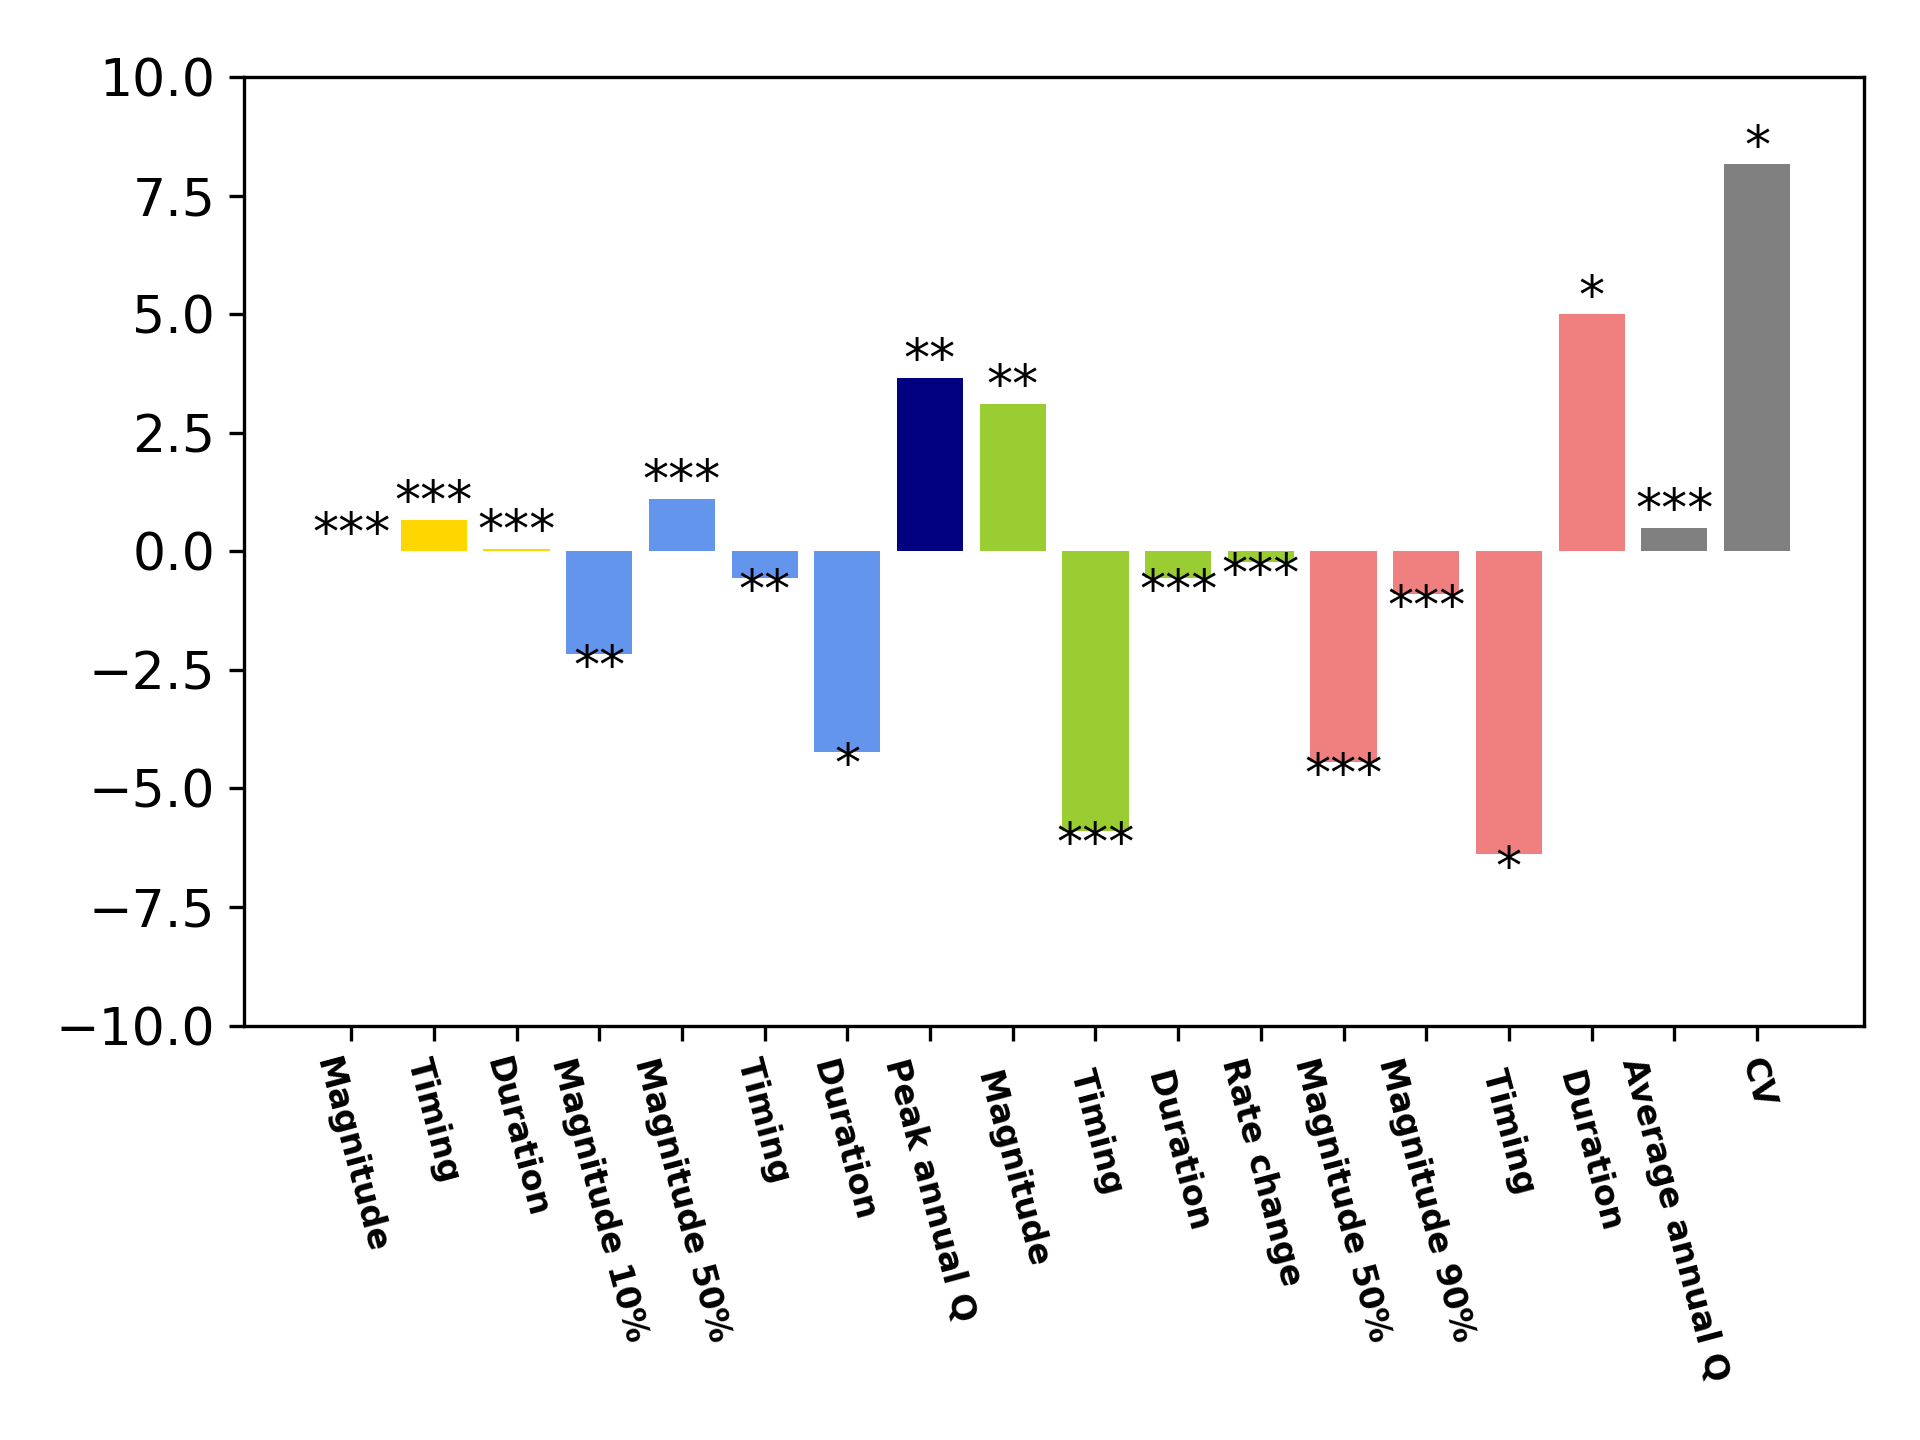 10.0
7.5
5.0
2.5
0.0
−2.5
−5.0
−7.5
−10.0
***
***
***
**
***
**
*
**
**
***
***
***
***
***
*
*
***
*
Magnitude
Timing
Duration
Magnitude 10%
Magnitude 50%
Timing
Duration
Peak annual Q
Magnitude
Timing
Duration
Rate change
Magnitude 50%
Magnitude 90%
Timing
Duration
Average annual Q
CV